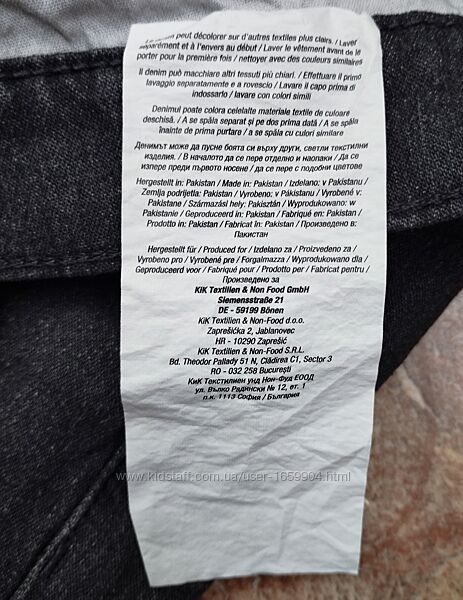 peut décolorer sur d'autres textiles plus clairs. / Laver
séparément et à l'envers au début / Laver le vêtement avant de le
porter pour la première fois / nettoyer avec des couleurs similaires
Il denim può macchiare altri tessuti più chiari. / Effettuare il primo
lavaggio separatamente e a rovescio / Lavare il capo prima di
indossarlo / lavare con colori simili
Denimul poate colora celelalte materiale textile de culoare
deschisă. / A se spăla separat și pe dos prima dată / A se spăla
înainte de prima purtare / a se spăla cu culori similare
Денимът може да пусне боята си върху други, светли текстилни
изделия. / В началото да се пере отделно и наопаки / Да се
изпере преди първото носене / да се пере с подобни цветове
Hergestellt in: Pakistan / Made in: Pakistan / Izdelano: v Pakistanu /
Zemlja podrijetla: Pakistan / Vyrobeno: v Pákistánu / Vyrobené v:
Pakistane / Származási hely: Pakisztán / Wyprodukowano: w
Pakistanie / Geproduceerd in: Pakistan / Fabriqué en: Pakistan /
Prodotto in: Pakistan / Fabricat în: Pakistan / Произведено в:
Пакистан
Hergestellt für / Produced for / Izdelano za / Proizvedeno za /
Vyrobeno pro / Vyrobené pre / Forgalmazza / Wyprodukowano dla /
Geproduceerd voor / Fabriqué pour / Prodotto per / Fabricat pentru /
Произведено за
KiK Textilien & Non Food GmbH
Siemensstraße 21
DE - 59199 Bönen
KiK Textilien & Non-Food d.o.o.
Zaprešićka 2, Jablanovec
HR - 10290 Zaprešić
KiK Textilien & Non-Food S.R.L.
Bd. Theodor Pallady 51 N, Clădirea C1, Sector 3
RO - 032 258 București
КиК Текстилиен унд Нон-Фуд ЕООД
ул. Вълко Радински № 12, ет. 1
п.к. 1113 София / България
www.kidstaff.com.ua/user-1659904.html